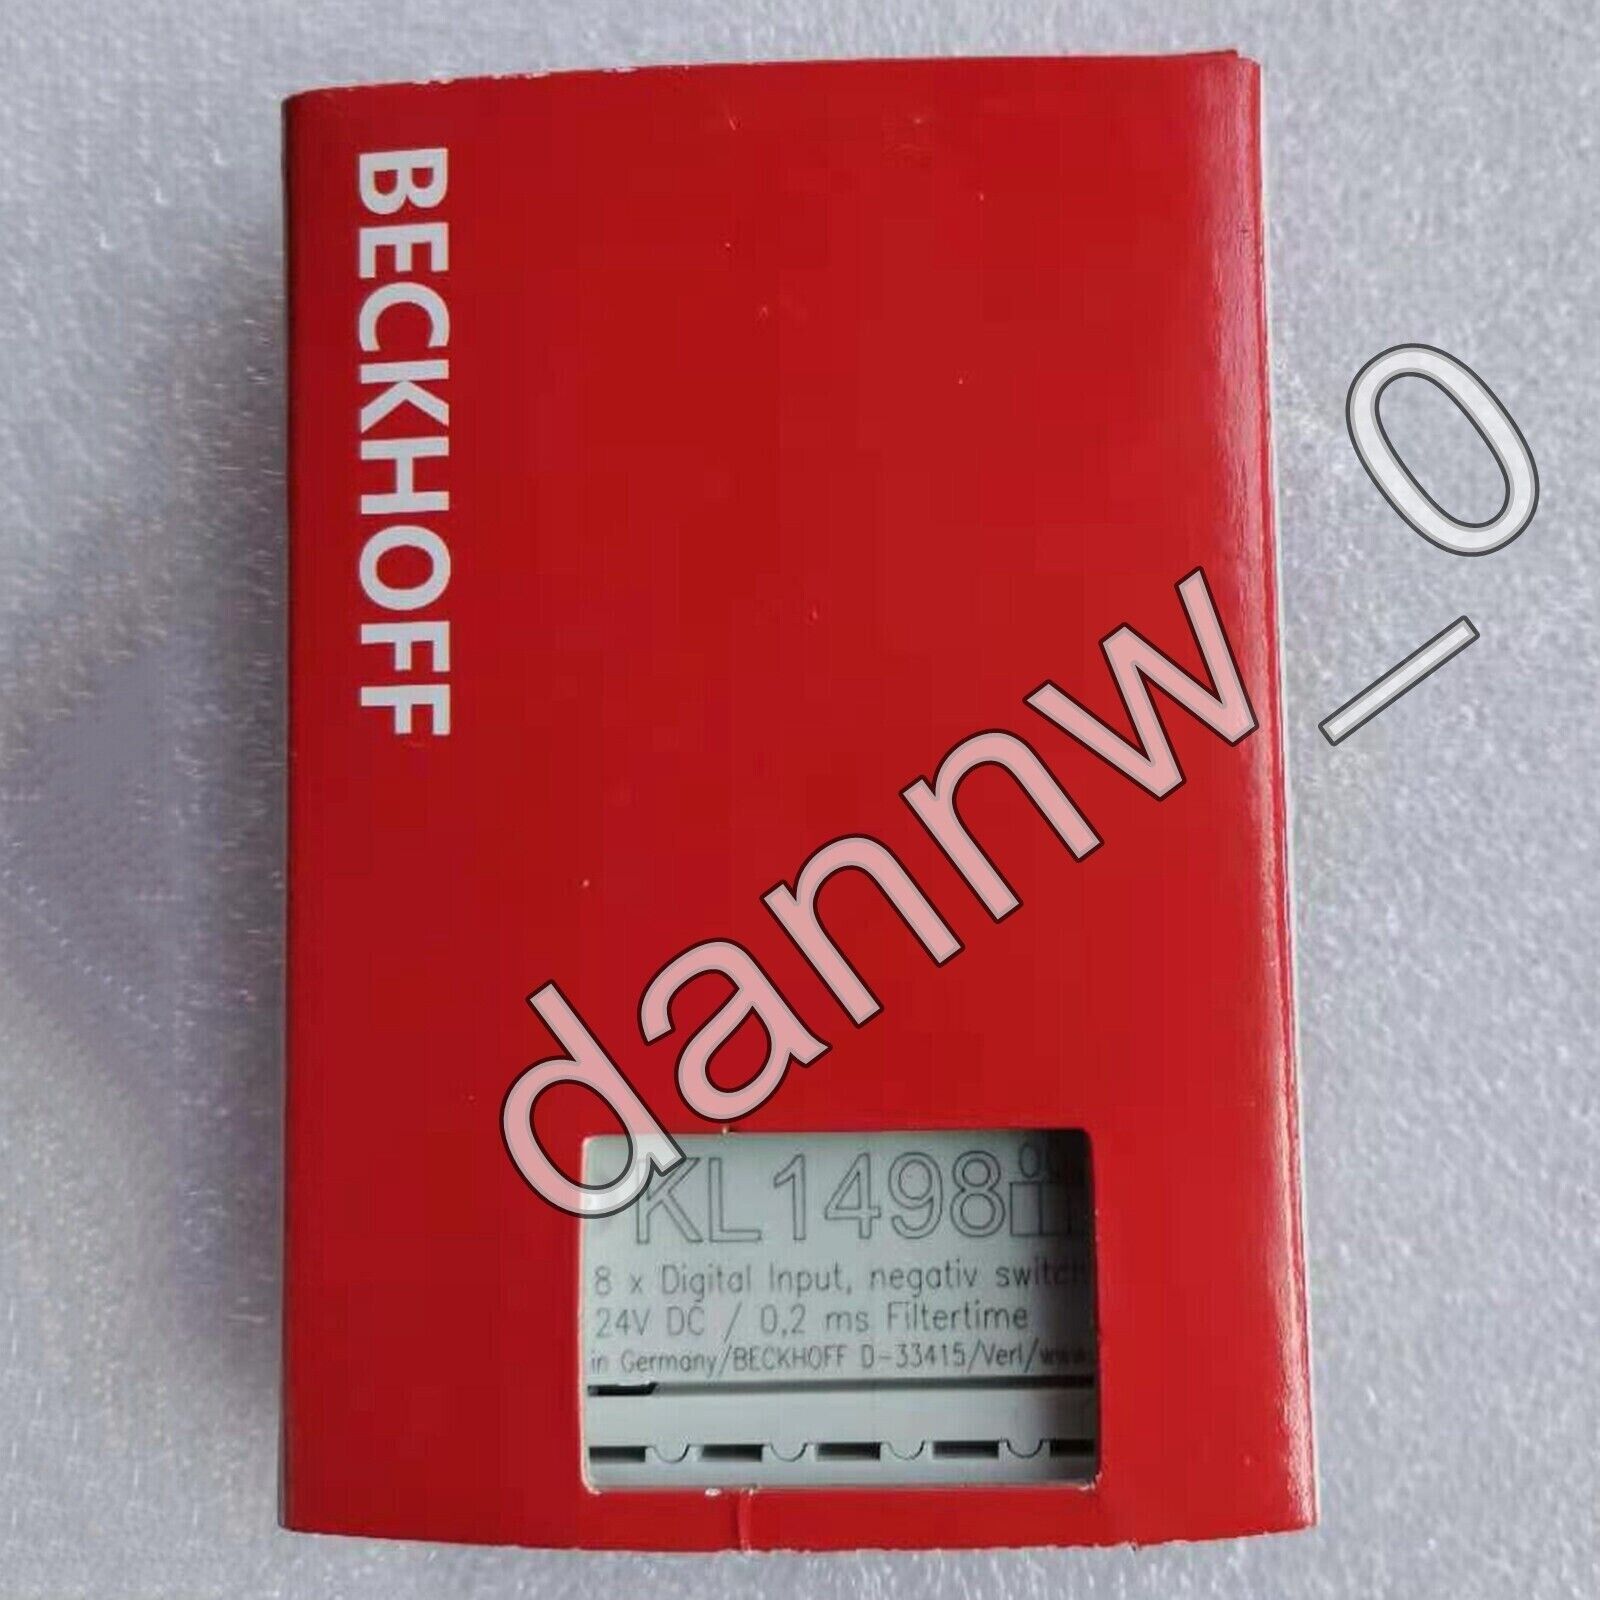 BECKHOFF
dannw_0
KL1498
8 x Digital Input, negativ switch
24V DC / 0,2 ms Filtertime
in Germany/BECKHOFF D-33415/Verl/www.